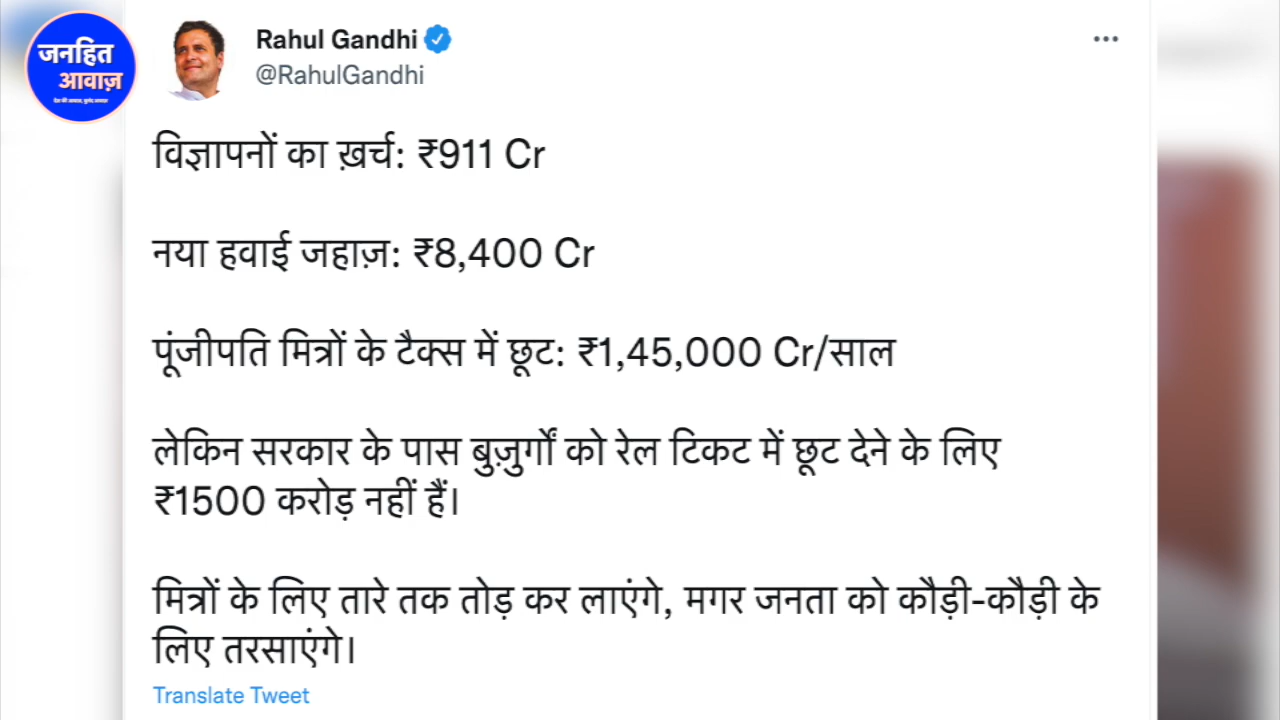 जनहित
आवाज़
Rahul Gandhi
@RahulGandhi
विज्ञापनों का ख़र्च: ₹911 Cr
नया हवाई जहाज़: ₹8,400 Cr
पूंजीपति मित्रों के टैक्स में छूट: ₹1,45,000 Cr/साल
लेकिन सरकार के पास बुज़ुर्गों को रेल टिकट में छूट देने के लिए
₹1500 करोड़ नहीं हैं।
मित्रों के लिए तारे तक तोड़ कर लाएंगे, मगर जनता को कौड़ी-कौड़ी के
लिए तरसाएंगे।
Translate Tweet